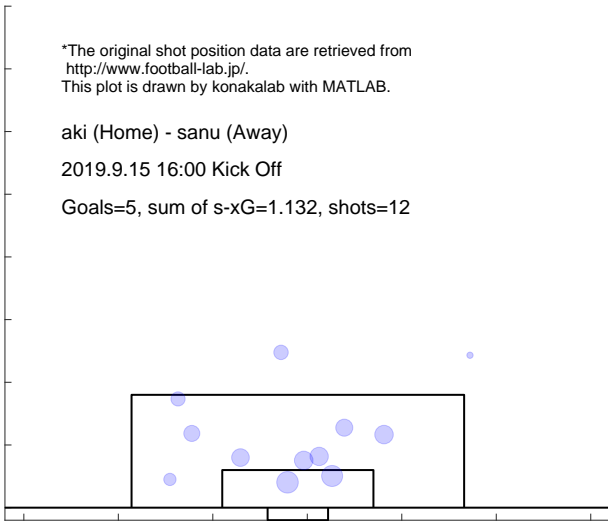 *The original shot position data are retrieved from
http://www.football-lab.jp/.
This plot is drawn by konakalab with MATLAB.
aki (Home) - sanu (Away)
2019.9.15 16:00 Kick Off
Goals=5, sum of s-xG=1.132, shots=12